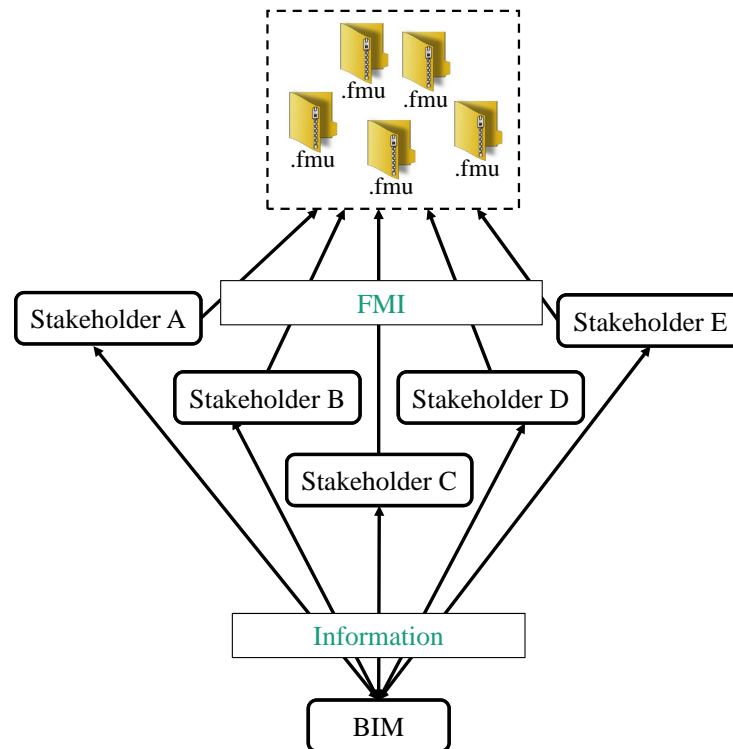 .fmu
.fmu
.fmu
.fmu
.fmu
FMI
Stakeholder A
Stakeholder E
Stakeholder B
Stakeholder D
Stakeholder C
Information
BIM